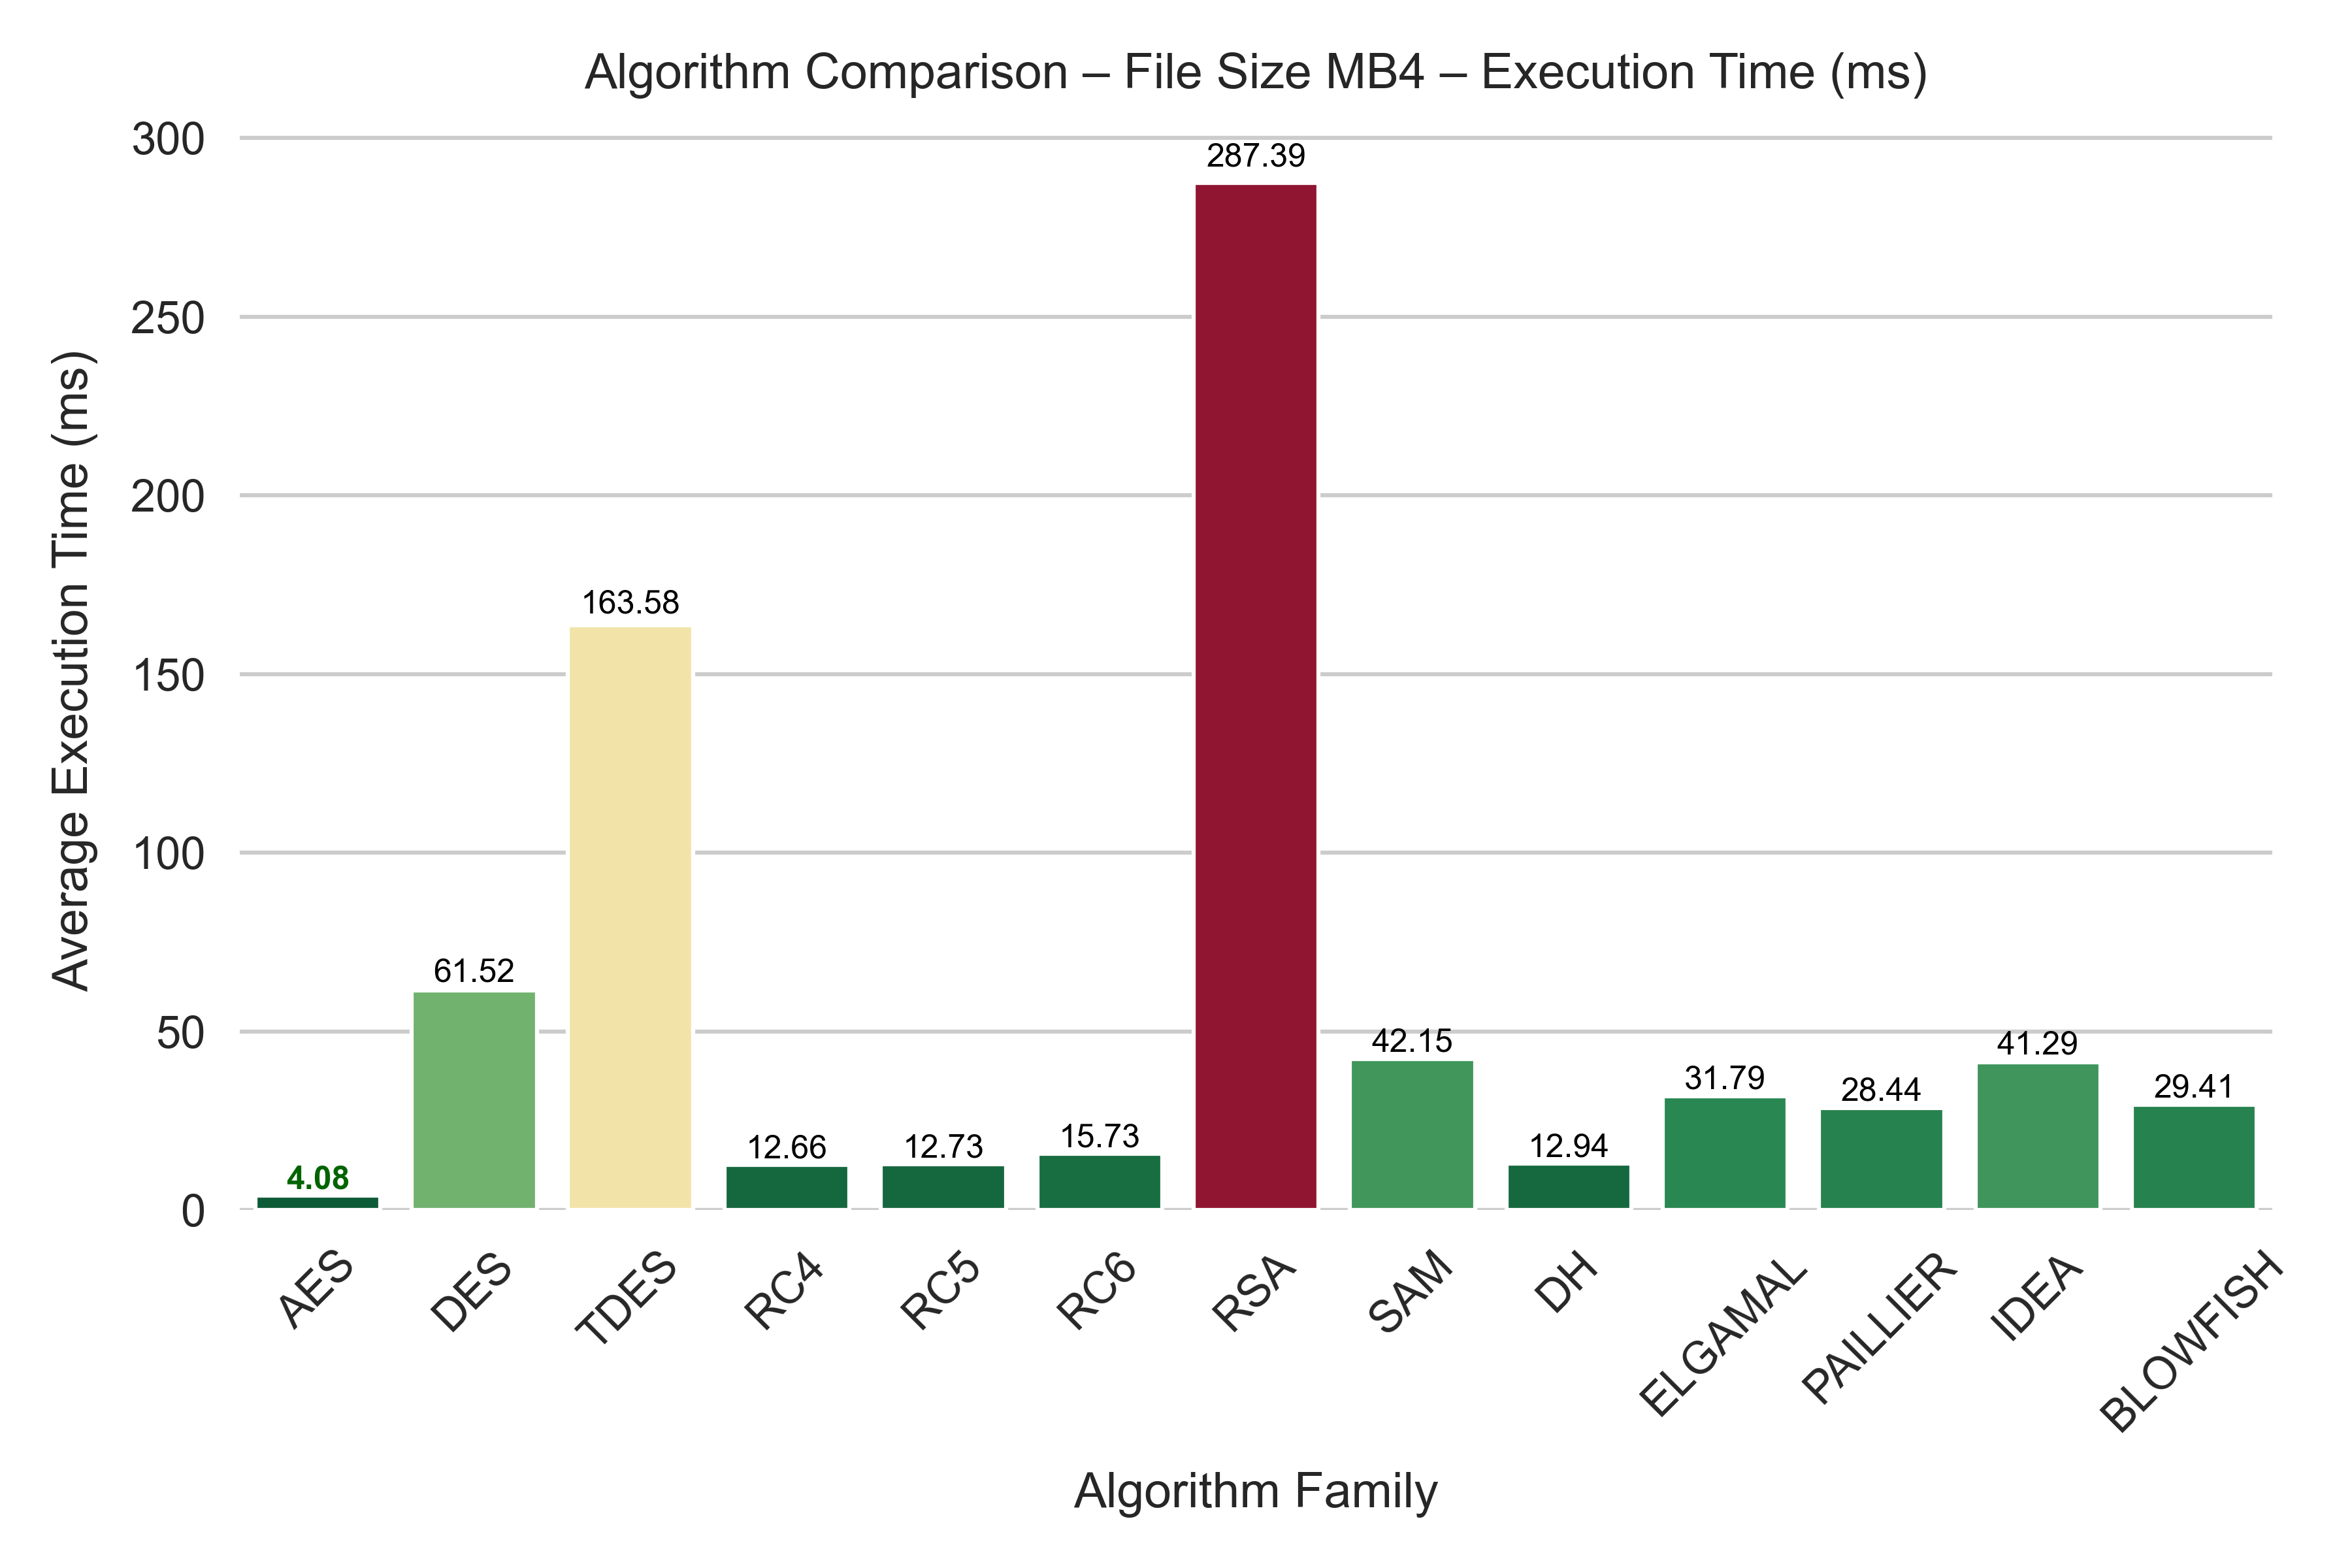 Algorithm Comparison – File Size MB4 – Execution Time (ms)
Average Execution Time (ms)
300
250
200
150
100
50
0
4.08
61.52
163.58
12.66
12.73
15.73
287.39
42.15
12.94
31.79
28.44
41.29
29.41
AES
DES
TDES
RC4
RC5
RC6
RSA
SAM
DH
ELGAMAL
PAILLIER
IDEA
BLOWFISH
Algorithm Family